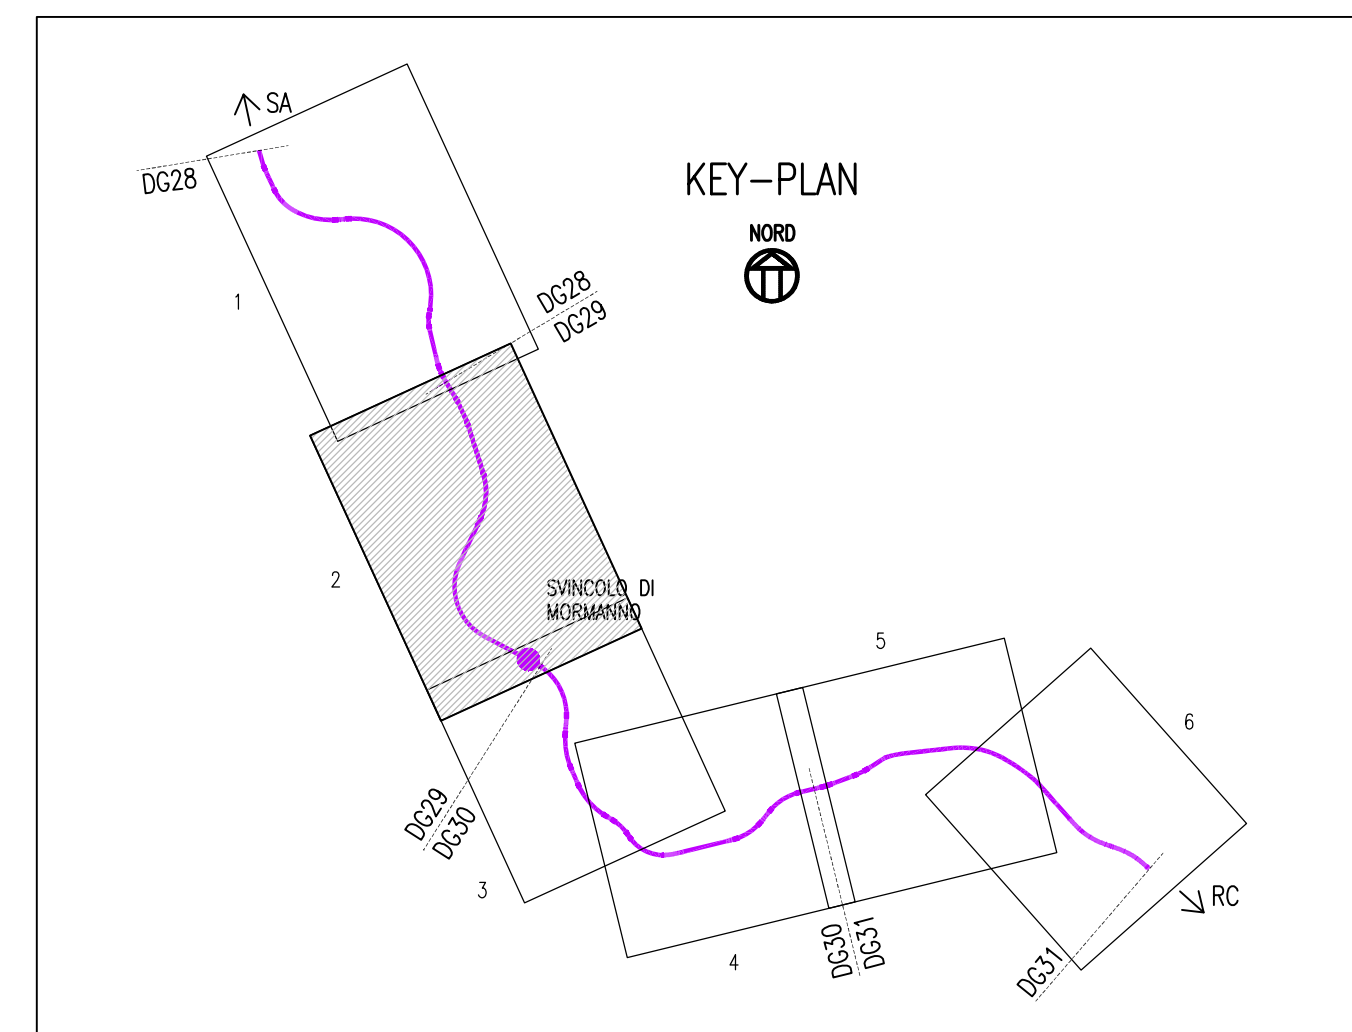 SA
DG28
KEY-PLAN
NORD
1
DG28
DG29
2
SVINCOLO DI
MORMANNO
5
6
DG29
DG30
3
RC
4
DG30
DG31
DG31